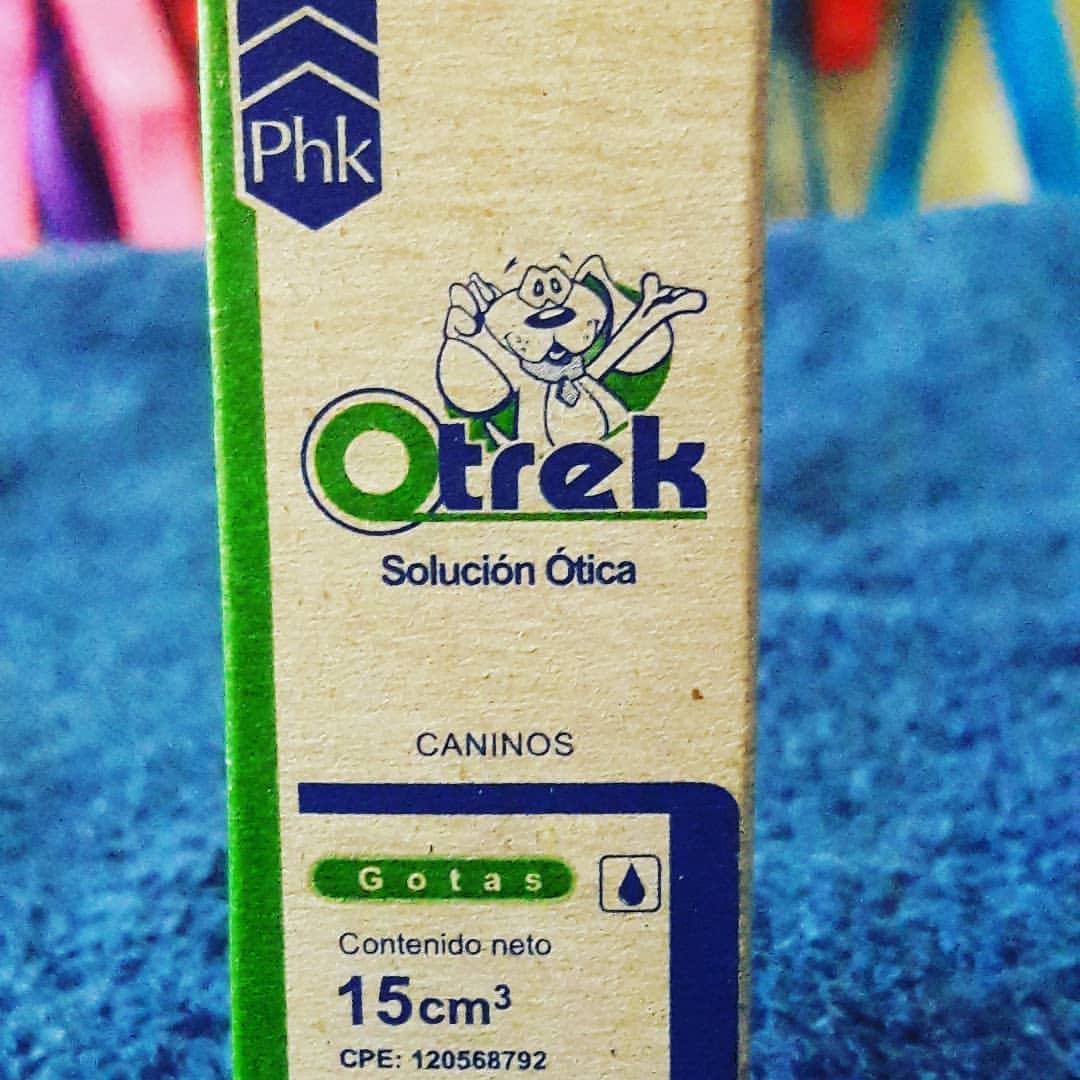 Phk
Otrek
Solución Ótica
CANINOS
Gotas
Contenido neto
15cm³
CPE: 120568792